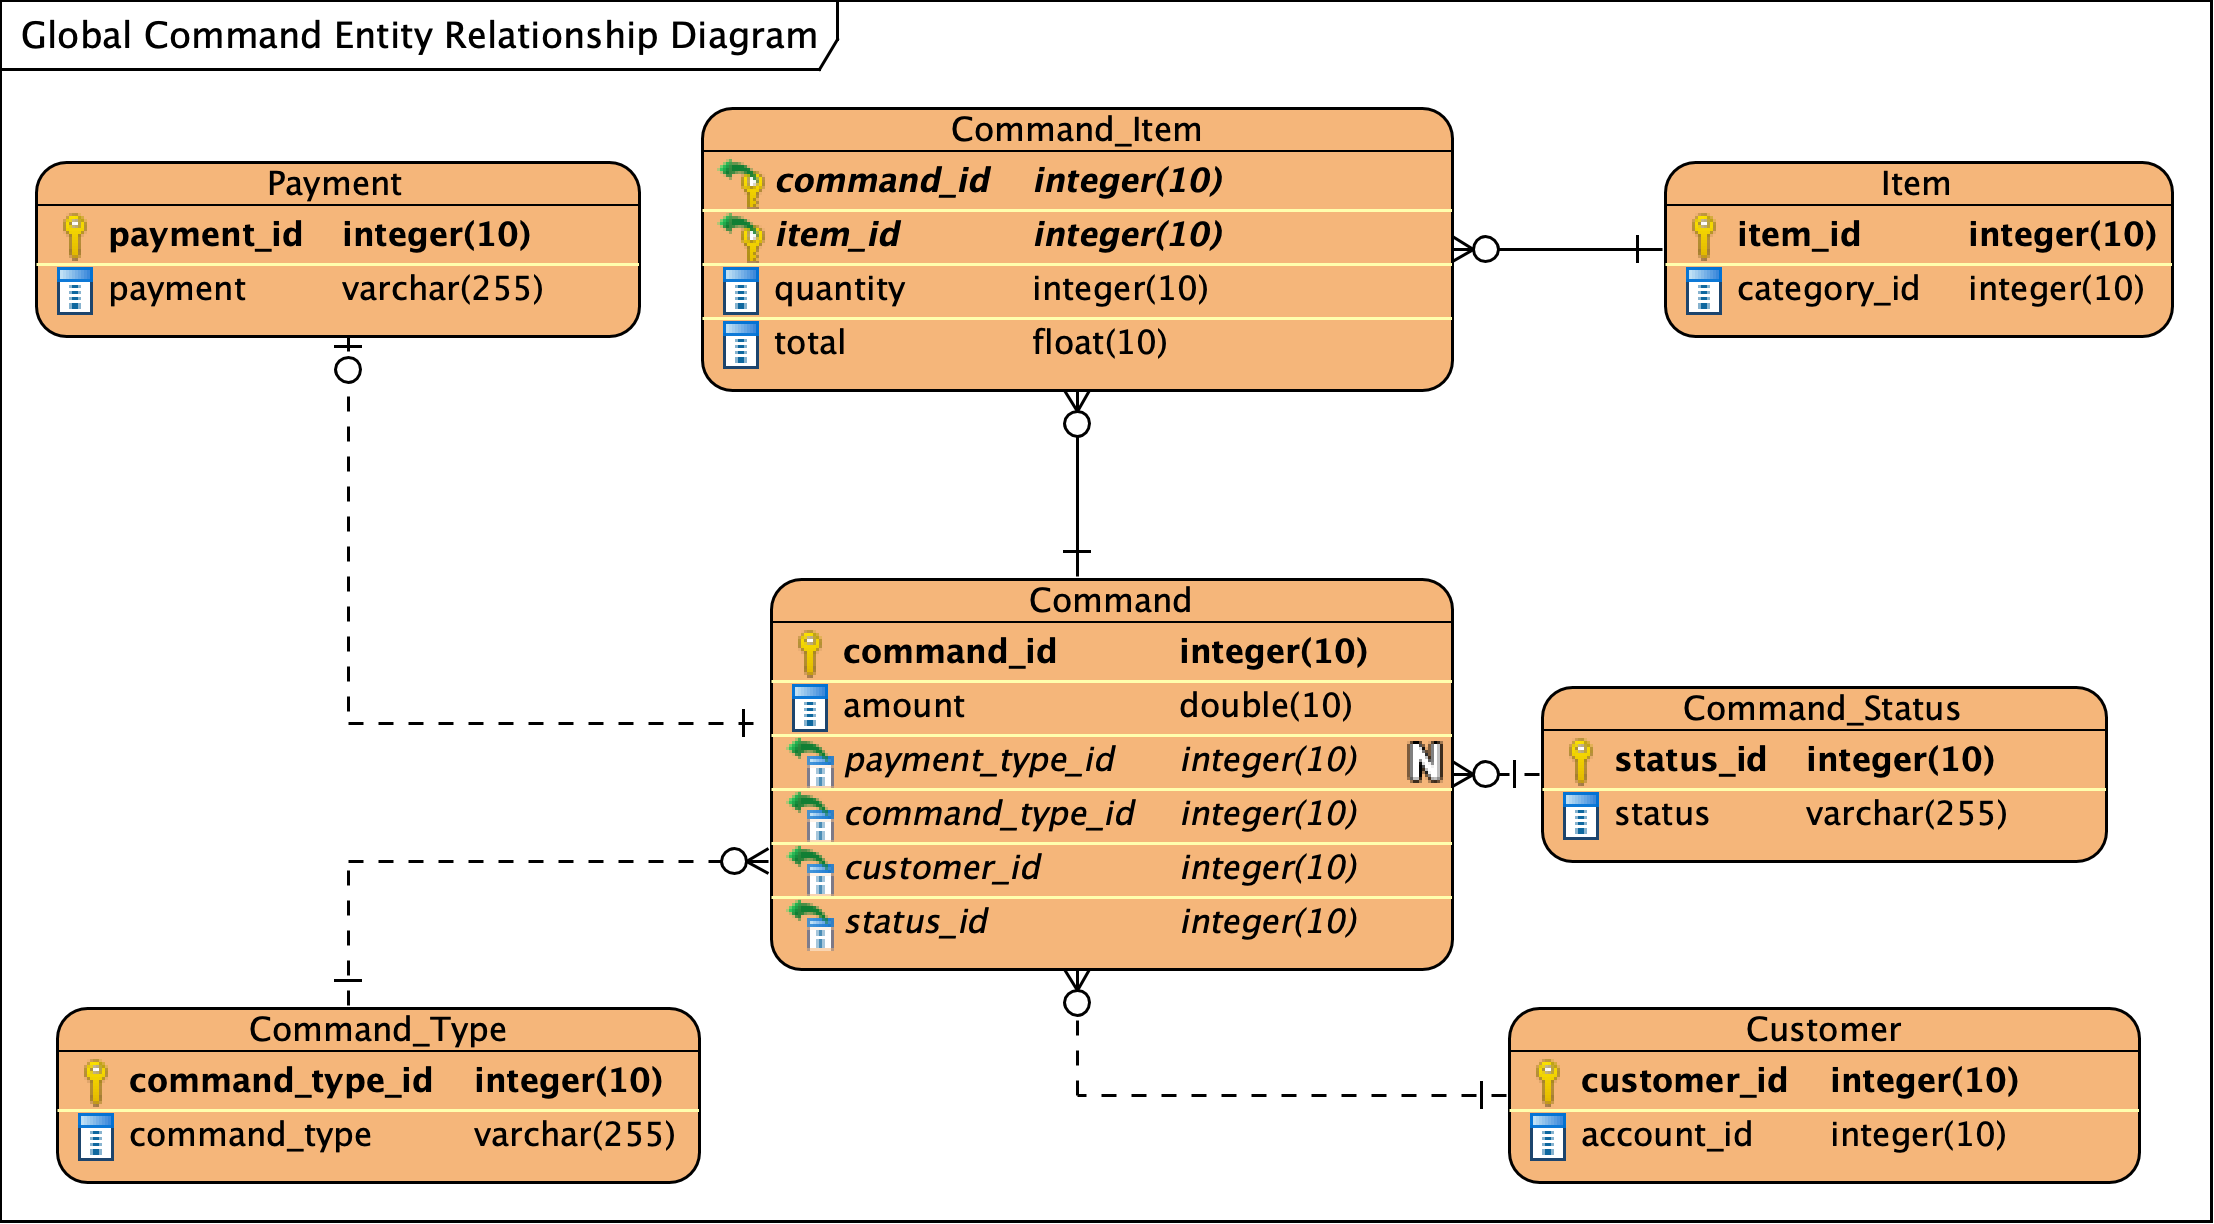 Global Command Entity Relationship Diagram
Payment
payment_id integer(10)
payment varchar(255)
Command_Item
command_id integer(10)
item_id integer(10)
quantity integer(10)
total float(10)
Item
item_id integer(10)
category_id integer(10)
Command
command_id integer(10)
amount double(10)
payment_type_id integer(10) N
command_type_id integer(10)
customer_id integer(10)
status_id integer(10)
Command_Status
status_id integer(10)
status varchar(255)
Command_Type
command_type_id integer(10)
command_type varchar(255)
Customer
customer_id integer(10)
account_id integer(10)